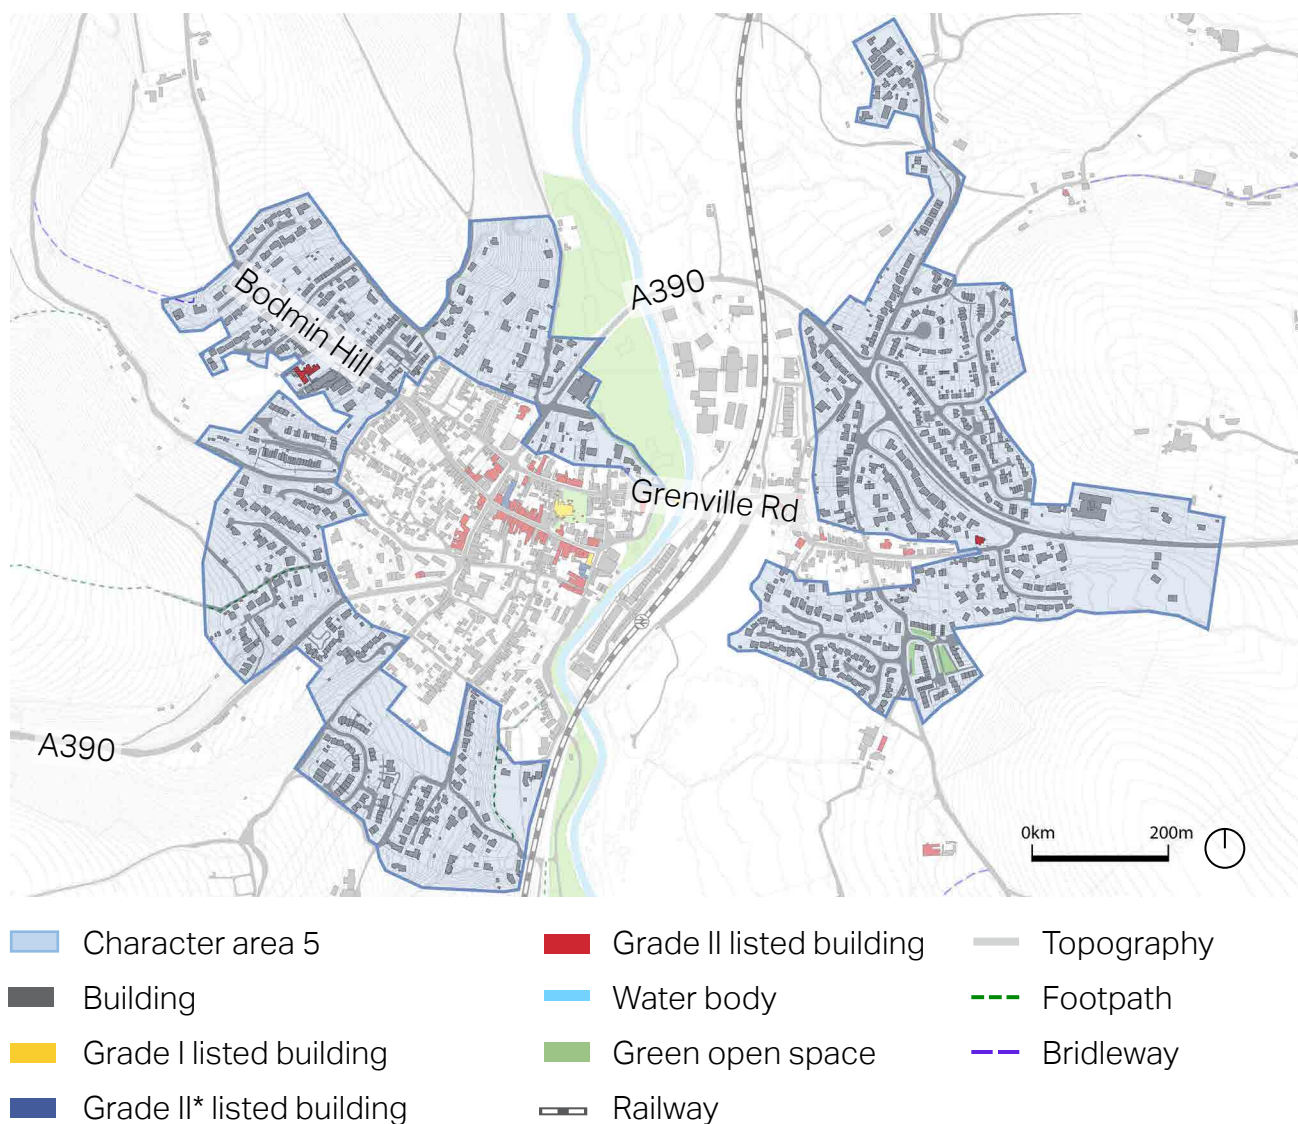 A390
Bodmin Hill
Grenville Rd
A390
0km 200m
Character area 5
Building
Grade I listed building
Grade II* listed building
Grade II listed building
Water body
Green open space
Railway
Topography
Footpath
Bridleway